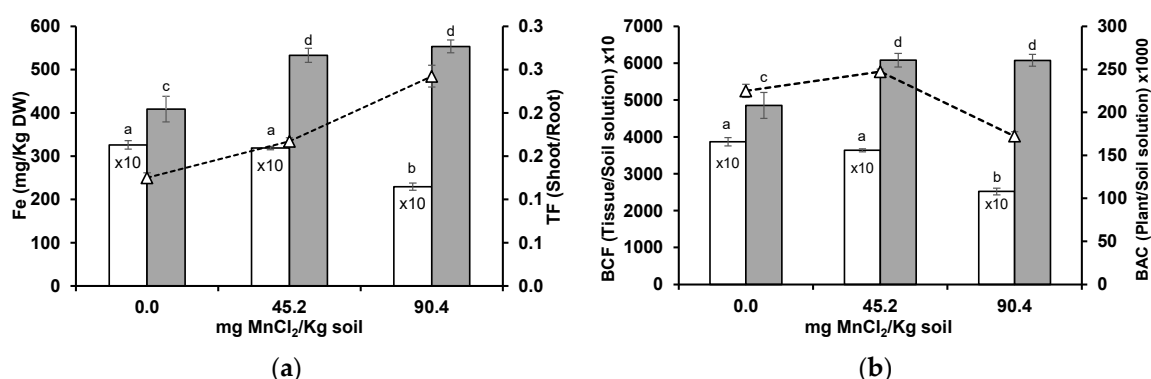 Fe (mg/Kg DW)
600
500
400
300
200
100
0
a
x10
c
a
x10
d
b
x10
d
0.3
0.3
0.2
0.2
0.1
0.1
0.0
TF (Shoot/Root)
0.0 45.2 90.4
mg MnCl₂/Kg soil
(a)
BCF (Tissue/Soil solution) x10
7000
6000
5000
4000
3000
2000
1000
0
a
x10
c
a
x10
d
b
x10
d
300
250
200
150
100
50
0
BAC (Plant/Soil solution) x1000
0.0 45.2 90.4
mg MnCl₂/Kg soil
(b)